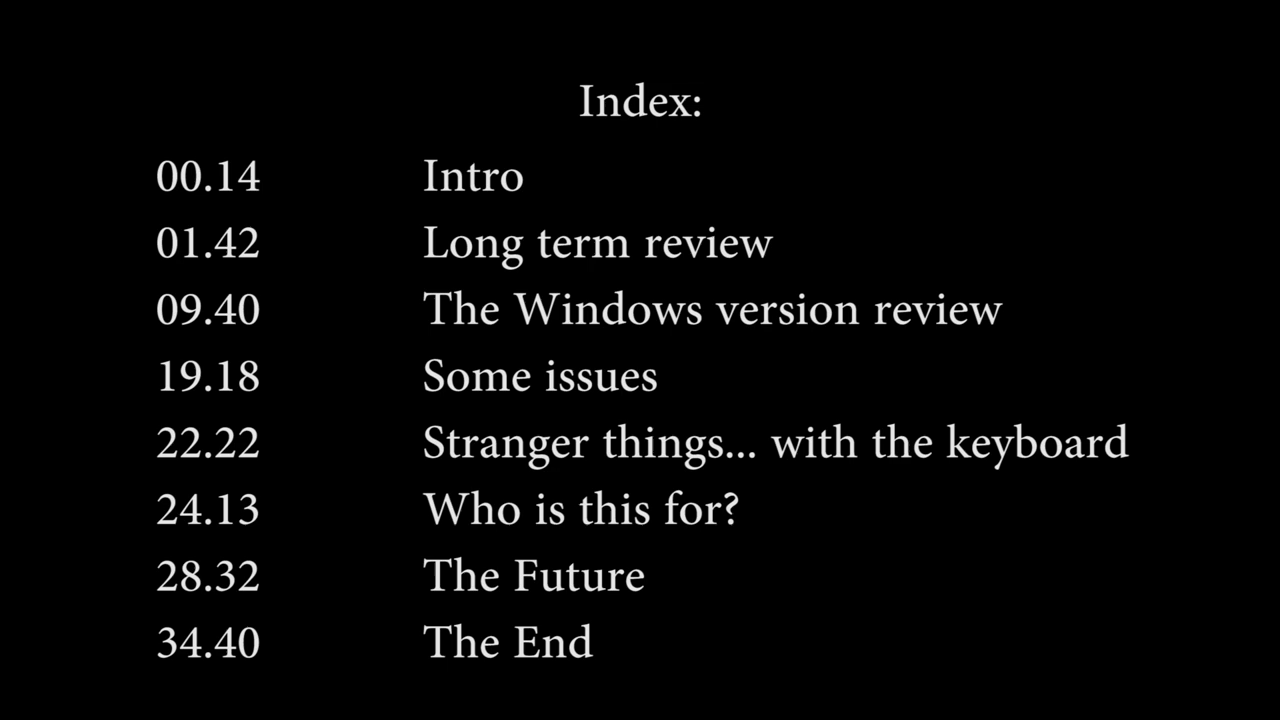 Index:
00.14 Intro
01.42 Long term review
09.40 The Windows version review
19.18 Some issues
22.22 Stranger things... with the keyboard
24.13 Who is this for?
28.32 The Future
34.40 The End